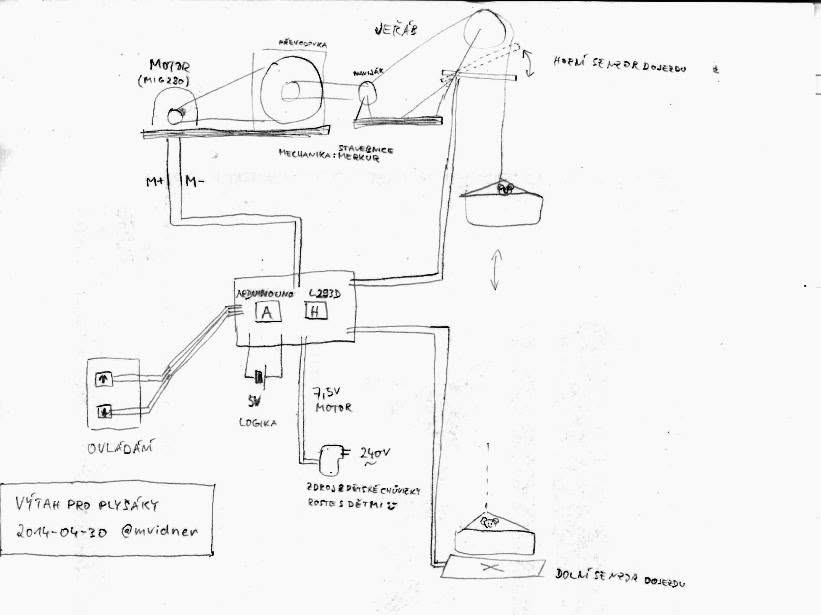 JEŘÁB
PŘEVODOVKA
MOTOR
(MIG280)
NAVIJÁK
HORNÍ SENZOR DOJEZDU
STAVEBNICE
MECHANIKA: MERKUR
M+ M-
L293D
A H
5V
LOGIKA
7,5V
MOTOR
240V
~
OVLÁDÁNÍ
ZDROJ Z DĚTSKÉ CHŮVIČKY
ROSTE S DĚTMI
VÝTAH PRO PLYŠÁKY
2014-04-30 @mvidner
DOLNÍ SENZOR DOJEZDU